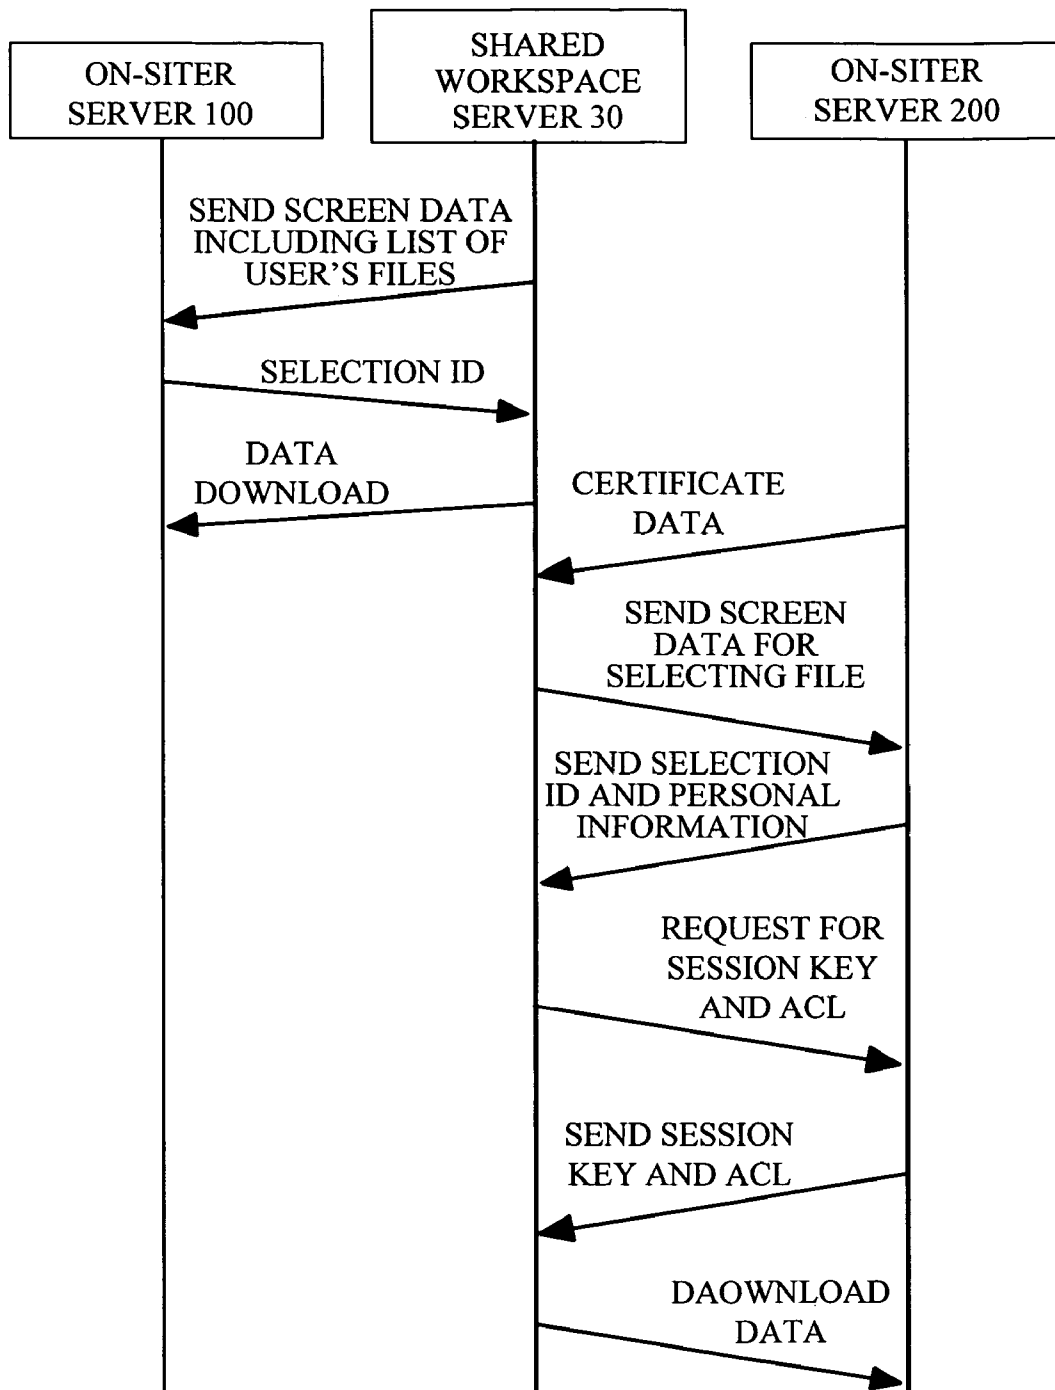 ON-SITER
SERVER 100
SHARED
WORKSPACE
SERVER 30
ON-SITER
SERVER 200
SEND SCREEN DATA
INCLUDING LIST OF
USER'S FILES
SELECTION ID
DATA
DOWNLOAD
CERTIFICATE
DATA
SEND SCREEN
DATA FOR
SELECTING FILE
SEND SELECTION
ID AND PERSONAL
INFORMATION
REQUEST FOR
SESSION KEY
AND ACL
SEND SESSION
KEY AND ACL
DAOWNLOAD
DATA